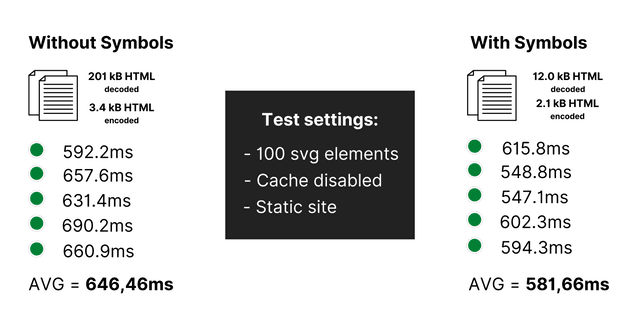 Without Symbols
201 kB HTML
decoded
3.4 kB HTML
encoded
592.2ms
657.6ms
631.4ms
690.2ms
660.9ms
AVG = 646,46ms
Test settings:
- 100 svg elements
- Cache disabled
- Static site
With Symbols
12.0 kB HTML
decoded
2.1 kB HTML
encoded
615.8ms
548.8ms
547.1ms
602.3ms
594.3ms
AVG = 581,66ms